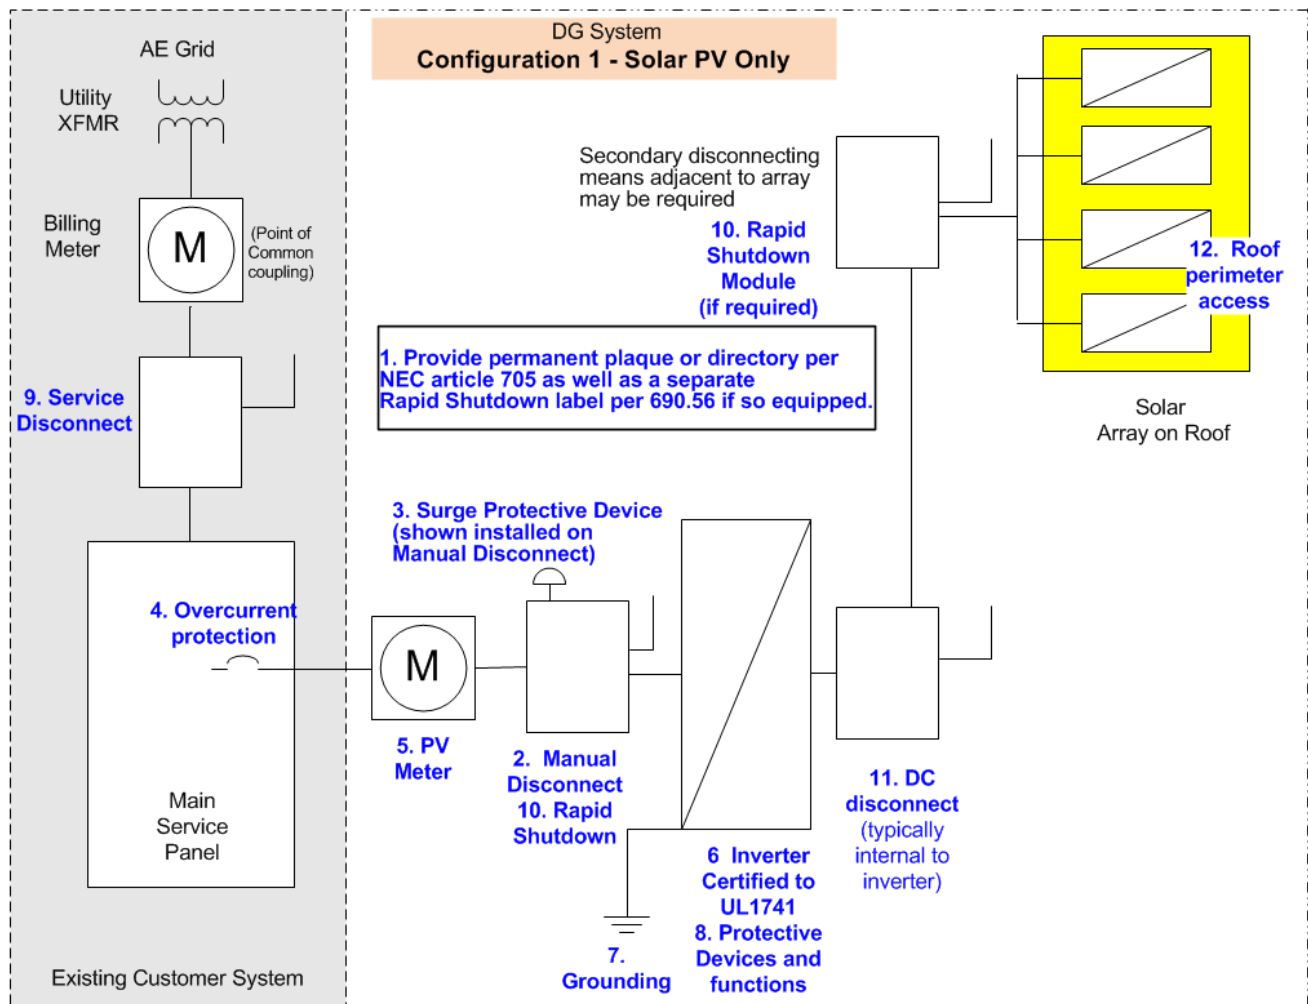 DG System
Configuration 1 - Solar PV Only
AE Grid
Utility
XFMR
Billing
Meter
M
(Point of
Common
coupling)
9. Service
Disconnect
4. Overcurrent
protection
Main
Service
Panel
Existing Customer System
Secondary disconnecting
means adjacent to array
may be required
10. Rapid
Shutdown
Module
(if required)
12.  Roof
perimeter
access
Solar
Array on Roof
1. Provide permanent plaque or directory per
NEC article 705 as well as a separate
Rapid Shutdown label per 690.56 if so equipped.
3. Surge Protective Device
(shown installed on
Manual Disconnect)
M
5. PV
Meter
2.  Manual
Disconnect
10. Rapid
Shutdown
7.
Grounding
6  Inverter
Certified to
UL1741
8. Protective
Devices and
functions
11. DC
disconnect
(typically
internal to
inverter)